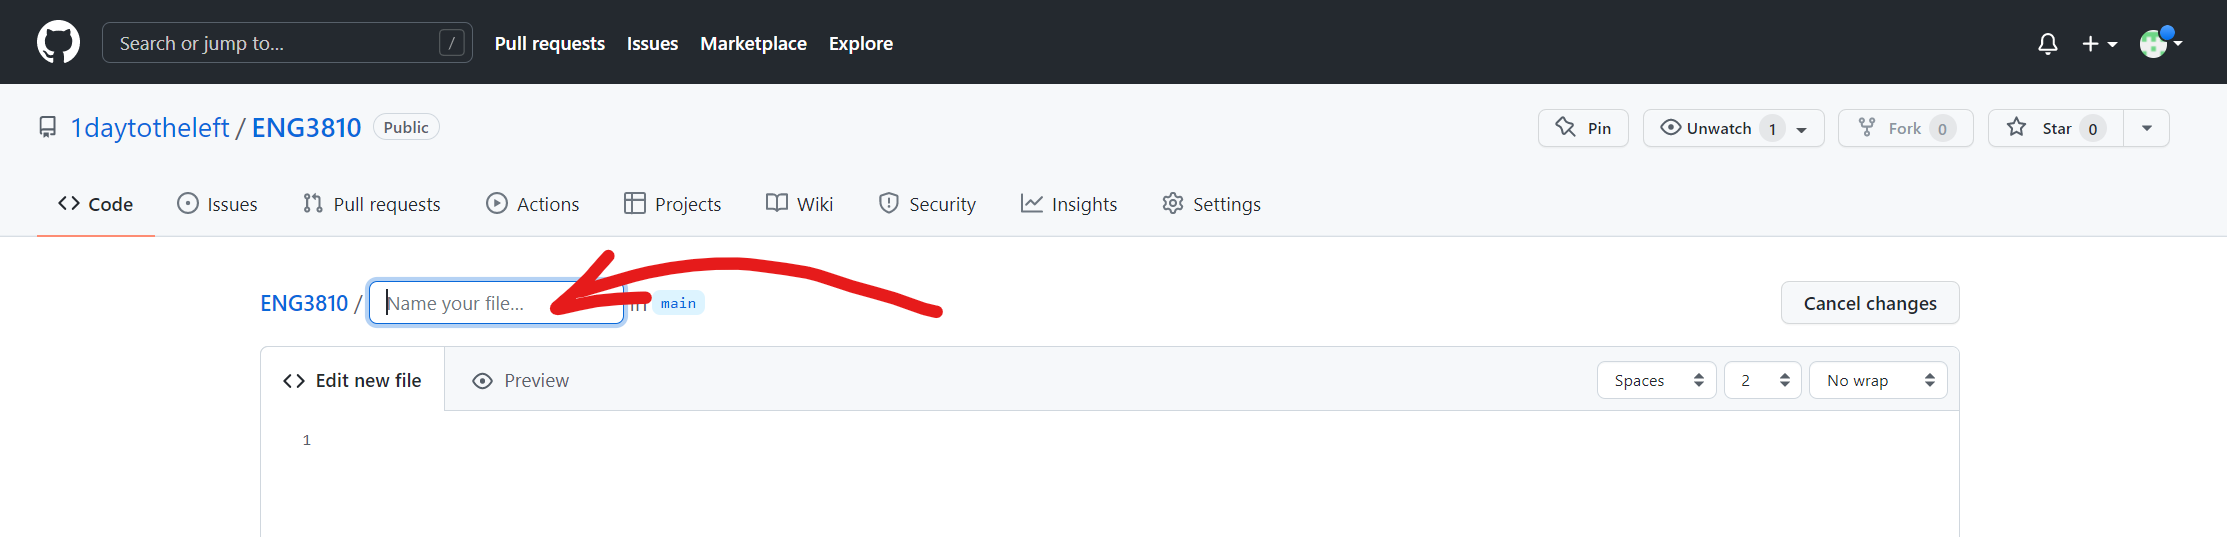 Search or jump to... / Pull requests Issues Marketplace Explore
1daytotheleft / ENG3810 Public Pin Unwatch 1 Fork 0 Star 0
Code Issues Pull requests Actions Projects Wiki Security Insights Settings
ENG3810 / Name your file... in main Cancel changes
Edit new file Preview Spaces 2 No wrap
1